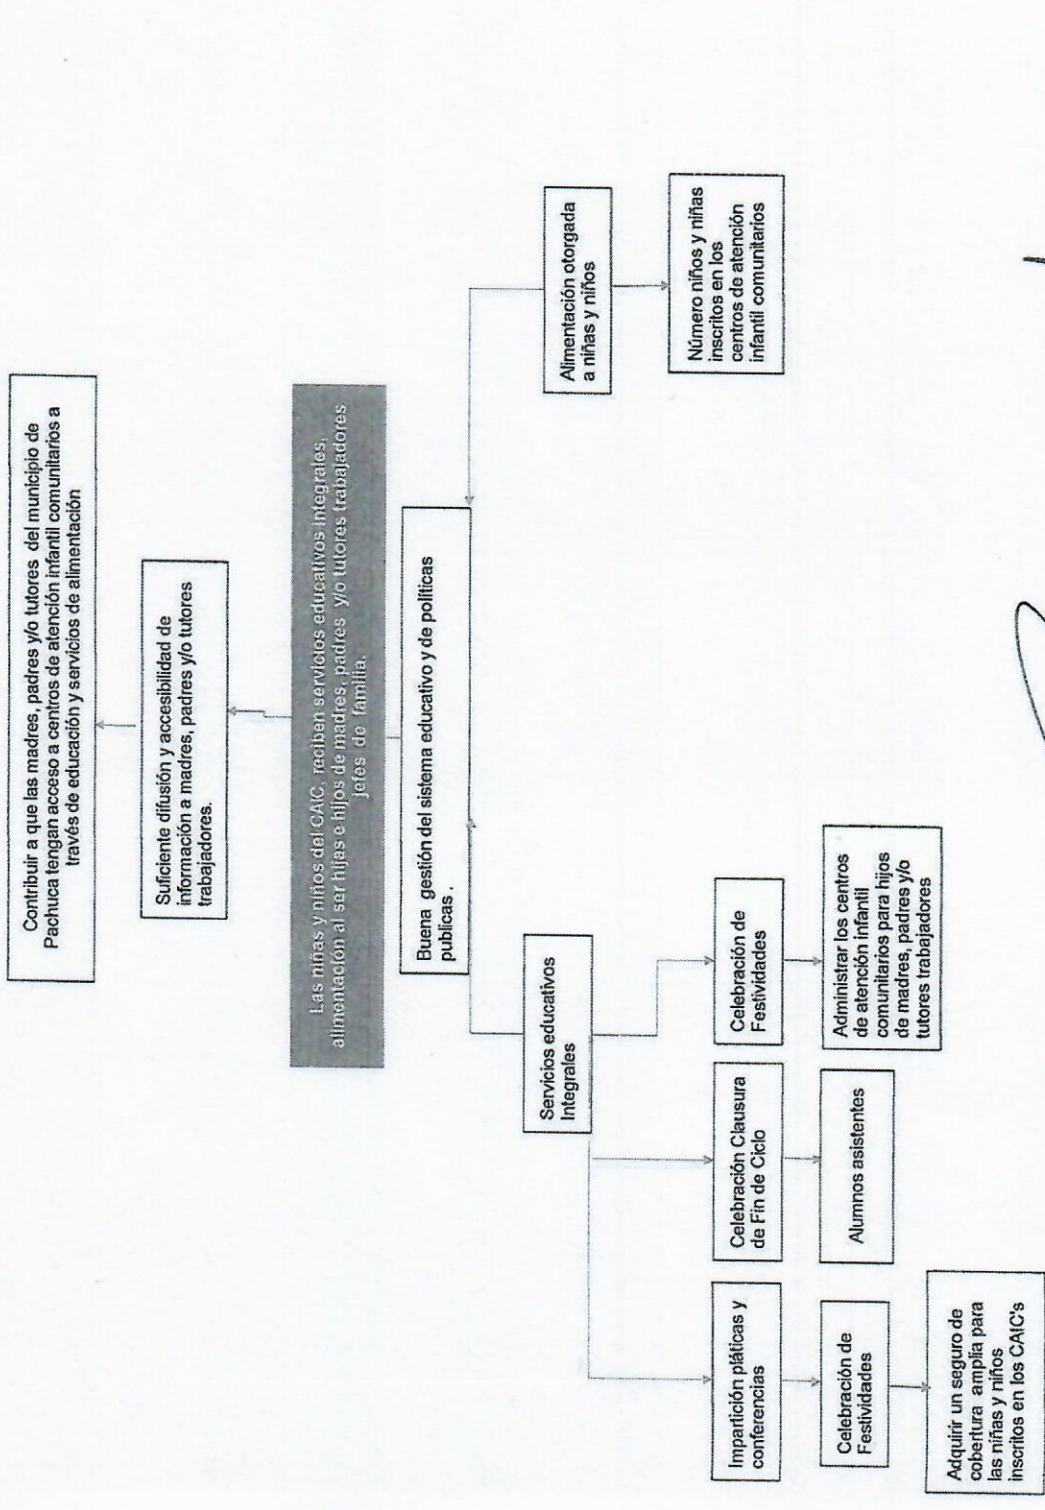 Contribuir a que las madres, padres y/o tutores del municipio de
Pachuca tengan acceso a centros de atención infantil comunitarios a
través de educación y servicios de alimentación
Suficiente difusión y accesibilidad de
información a madres, padres y/o tutores
trabajadores.
Las niñas y niños del CAIC, reciben servicios educativos integrales,
alimentación al ser hijas e hijos de madres, padres y/o tutores trabajadores
jefes de familia.
Buena gestión del sistema educativo y de políticas
publicas .
Servicios educativos
Integrales
Alimentación otorgada
a niñas y niños
Impartición pláticas y
conferencias
Celebración Clausura
de Fin de Ciclo
Celebración de
Festividades
Número niños y niñas
inscritos en los
centros de atención
infantil comunitarios
Celebración de
Festividades
Alumnos asistentes
Administrar los centros
de atención infantil
comunitarios para hijos
de madres, padres y/o
tutores trabajadores
Adquirir un seguro de
cobertura amplia para
las niñas y niños
inscritos en los CAIC's